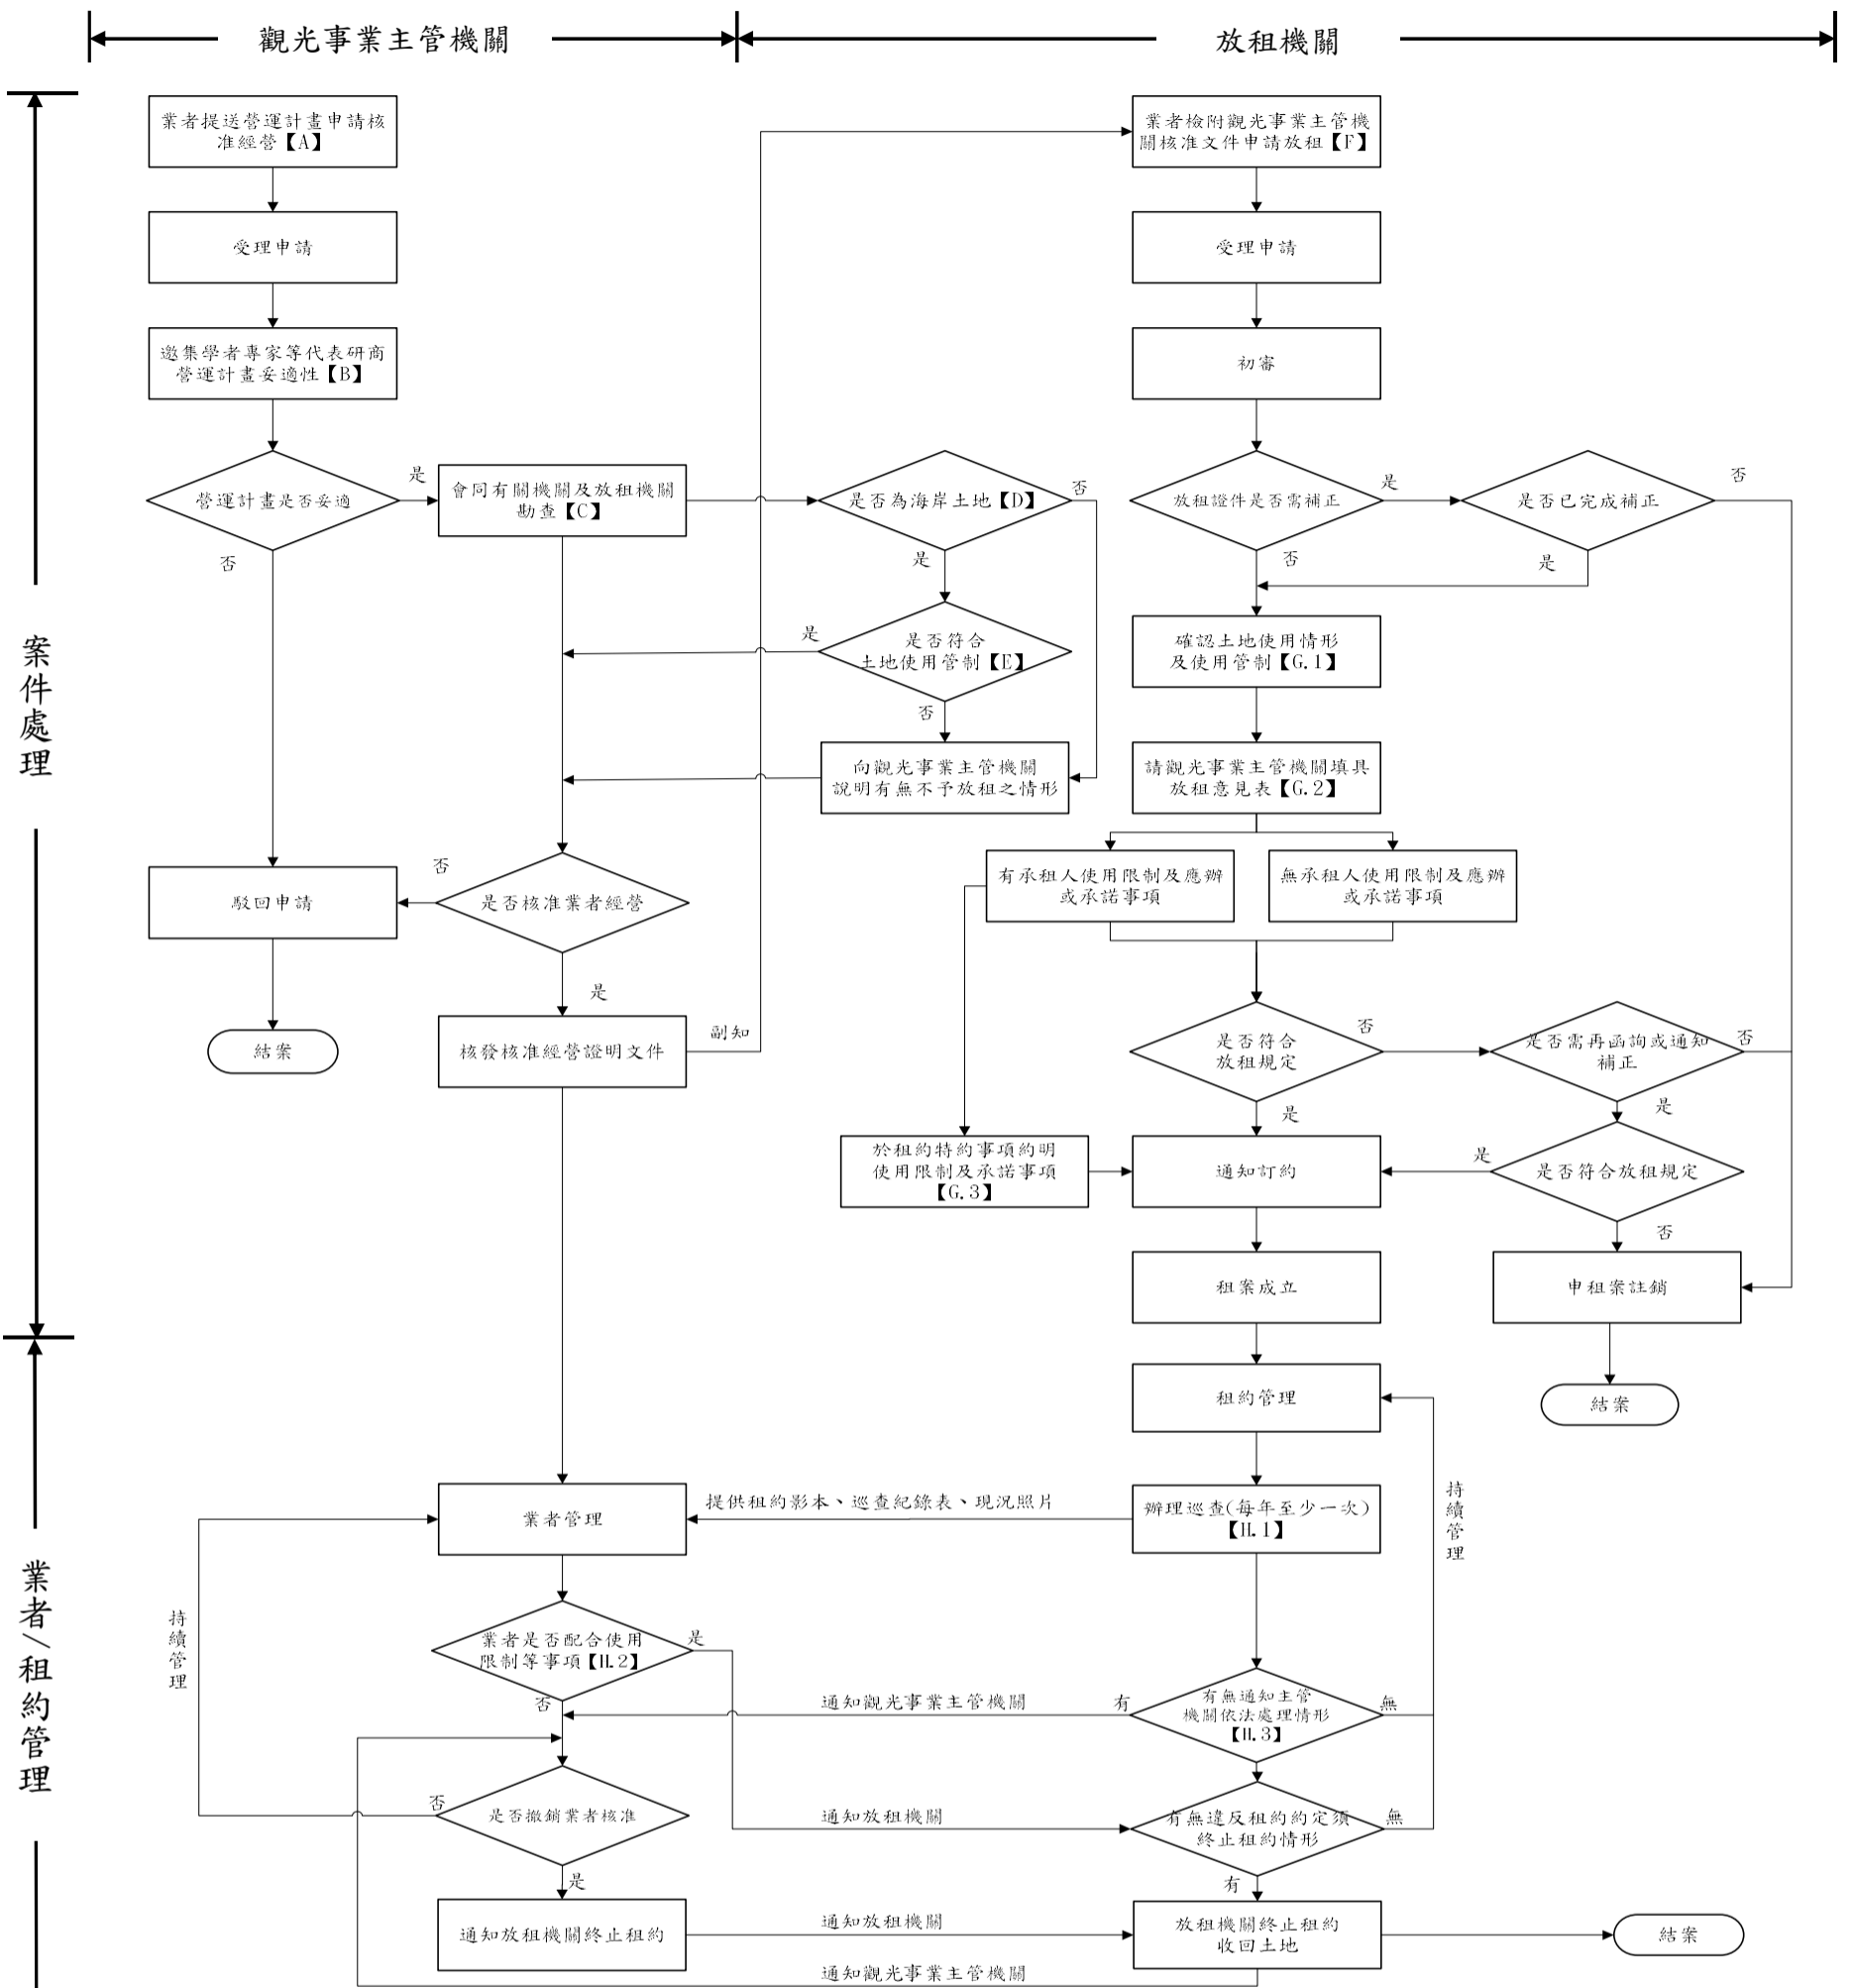 觀光事業主管機關
放租機關
案件處理
業者/租約管理
業者提送營運計畫申請核
准經營【A】
受理申請
邀集學者專家等代表研商
營運計畫妥適性【B】
營運計畫是否妥適
是
否
會同有關機關及放租機關
勘查【C】
是否為海岸土地【D】
否
是
是否符合
土地使用管制【E】
是
否
向觀光事業主管機關
說明有無不予放租之情形
是否核准業者經營
否
是
駁回申請
結案
核發核准經營證明文件
副知
業者檢附觀光事業主管機
關核准文件申請放租【F】
受理申請
初審
放租證件是否需補正
是
否
是否已完成補正
否
是
確認土地使用情形
及使用管制【G.1】
請觀光事業主管機關填具
放租意見表【G.2】
有承租人使用限制及應辦
或承諾事項
無承租人使用限制及應辦
或承諾事項
是否符合
放租規定
否
是
是否需再函詢或通知
補正
否
是
於租約特約事項約明
使用限制及承諾事項
【G.3】
通知訂約
是
是否符合放租規定
否
租案成立
申租案註銷
結案
租約管理
持續管理
業者管理
提供租約影本、巡查紀錄表、現況照片
辦理巡查(每年至少一次)
【H.1】
持續管理
業者是否配合使用
限制等事項【H.2】
是
否
通知觀光事業主管機關
有
有無通知主管
機關依法處理情形
【H.3】
無
是否撤銷業者核准
否
是
通知放租機關
有無違反租約約定須
終止租約情形
無
有
通知放租機關終止租約
通知放租機關
放租機關終止租約
收回土地
結案
通知觀光事業主管機關